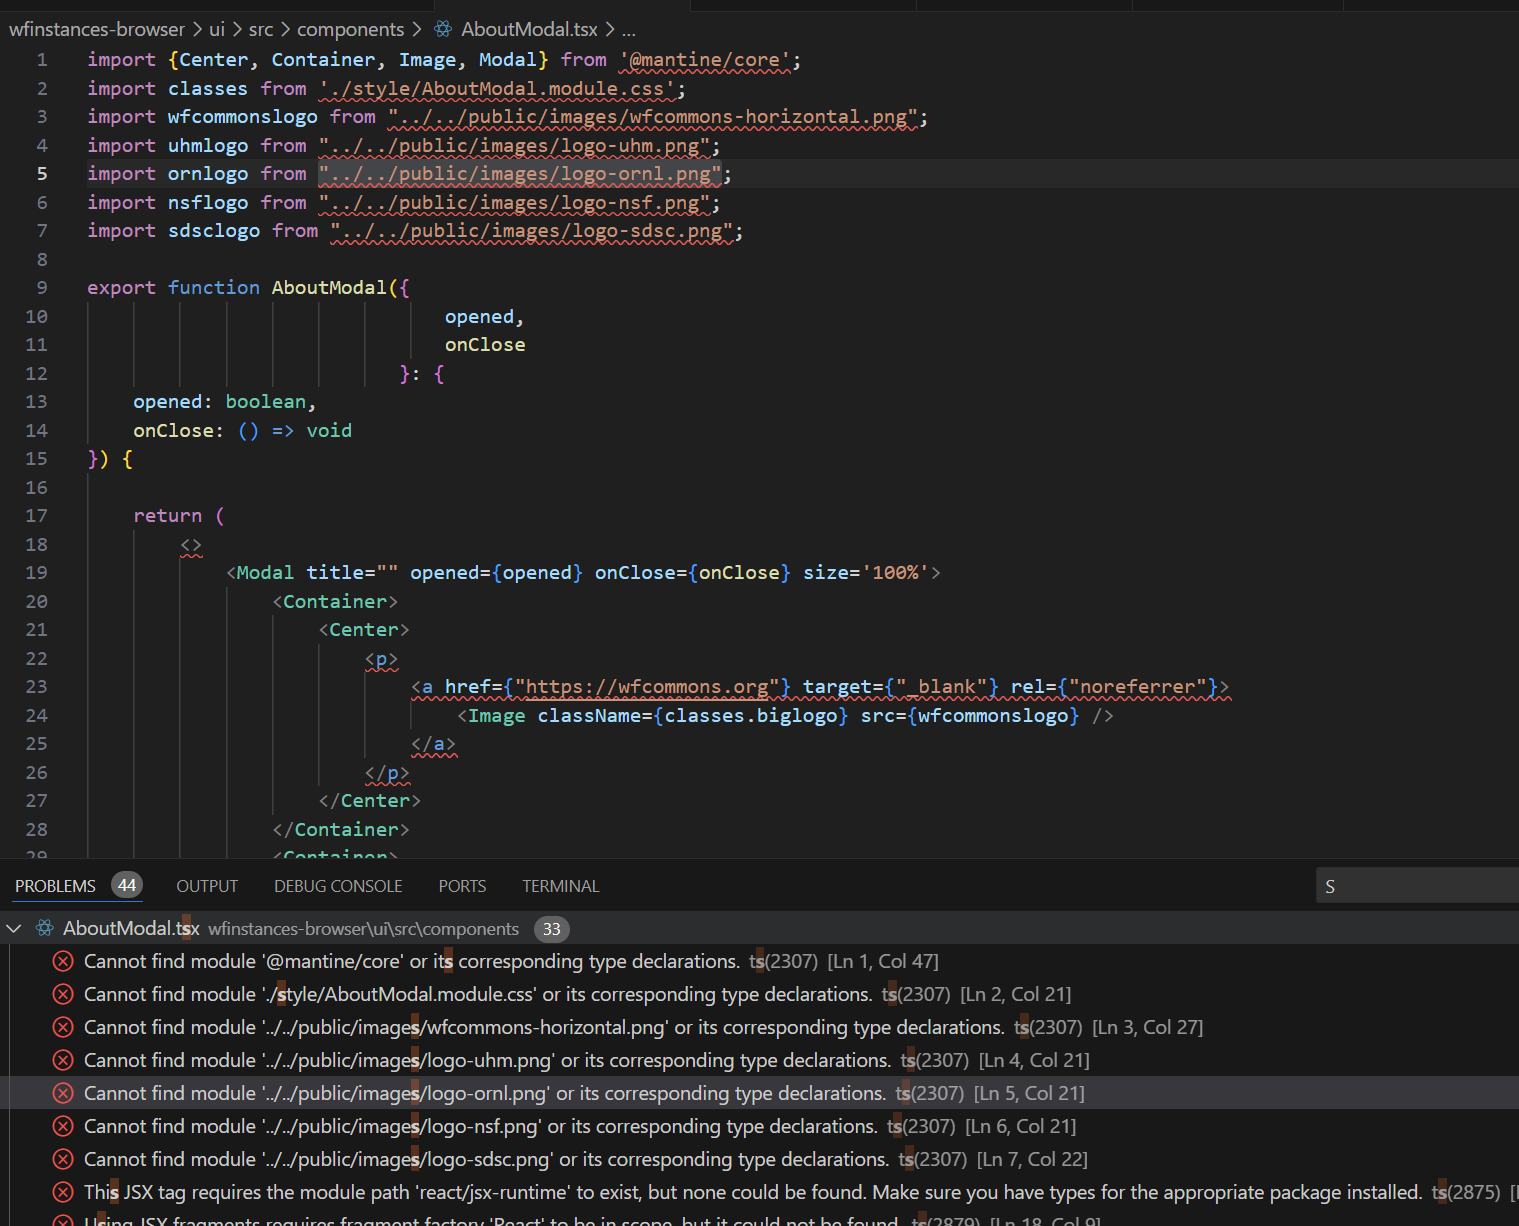 wfinstances-browser > ui > src > components > AboutModal.tsx > ...
1 import {Center, Container, Image, Modal} from '@mantine/core';
2 import classes from './style/AboutModal.module.css';
3 import wfcommonslogo from "../../public/images/wfcommons-horizontal.png";
4 import uhmlogo from "../../public/images/logo-uhm.png";
5 import ornlogo from "../../public/images/logo-ornl.png";
6 import nsflogo from "../../public/images/logo-nsf.png";
7 import sdsclogo from "../../public/images/logo-sdsc.png";
8
9 export function AboutModal({
10 opened,
11 onClose
12 }: {
13 opened: boolean,
14 onClose: () => void
15 }) {
16
17 return (
18 <>
19 <Modal title="" opened={opened} onClose={onClose} size='100%'>
20 <Container>
21 <Center>
22 <p>
23 <a href={"https://wfcommons.org"} target={"_blank"} rel={"noreferrer"}>
24 <Image className={classes.biglogo} src={wfcommonslogo} />
25 </a>
26 </p>
27 </Center>
28 </Container>
29 <Container>
PROBLEMS 44 OUTPUT DEBUG CONSOLE PORTS TERMINAL S
AboutModal.tsx wfinstances-browser\ui\src\components 33
Cannot find module '@mantine/core' or its corresponding type declarations. ts(2307) [Ln 1, Col 47]
Cannot find module './style/AboutModal.module.css' or its corresponding type declarations. ts(2307) [Ln 2, Col 21]
Cannot find module '../../public/images/wfcommons-horizontal.png' or its corresponding type declarations. ts(2307) [Ln 3, Col 27]
Cannot find module '../../public/images/logo-uhm.png' or its corresponding type declarations. ts(2307) [Ln 4, Col 21]
Cannot find module '../../public/images/logo-ornl.png' or its corresponding type declarations. ts(2307) [Ln 5, Col 21]
Cannot find module '../../public/images/logo-nsf.png' or its corresponding type declarations. ts(2307) [Ln 6, Col 21]
Cannot find module '../../public/images/logo-sdsc.png' or its corresponding type declarations. ts(2307) [Ln 7, Col 22]
This JSX tag requires the module path 'react/jsx-runtime' to exist, but none could be found. Make sure you have types for the appropriate package installed. ts(2875) [
Using JSX fragments requires fragment factory 'React' to be in scope, but it could not be found. ts(2879) [Ln 18, Col 9]